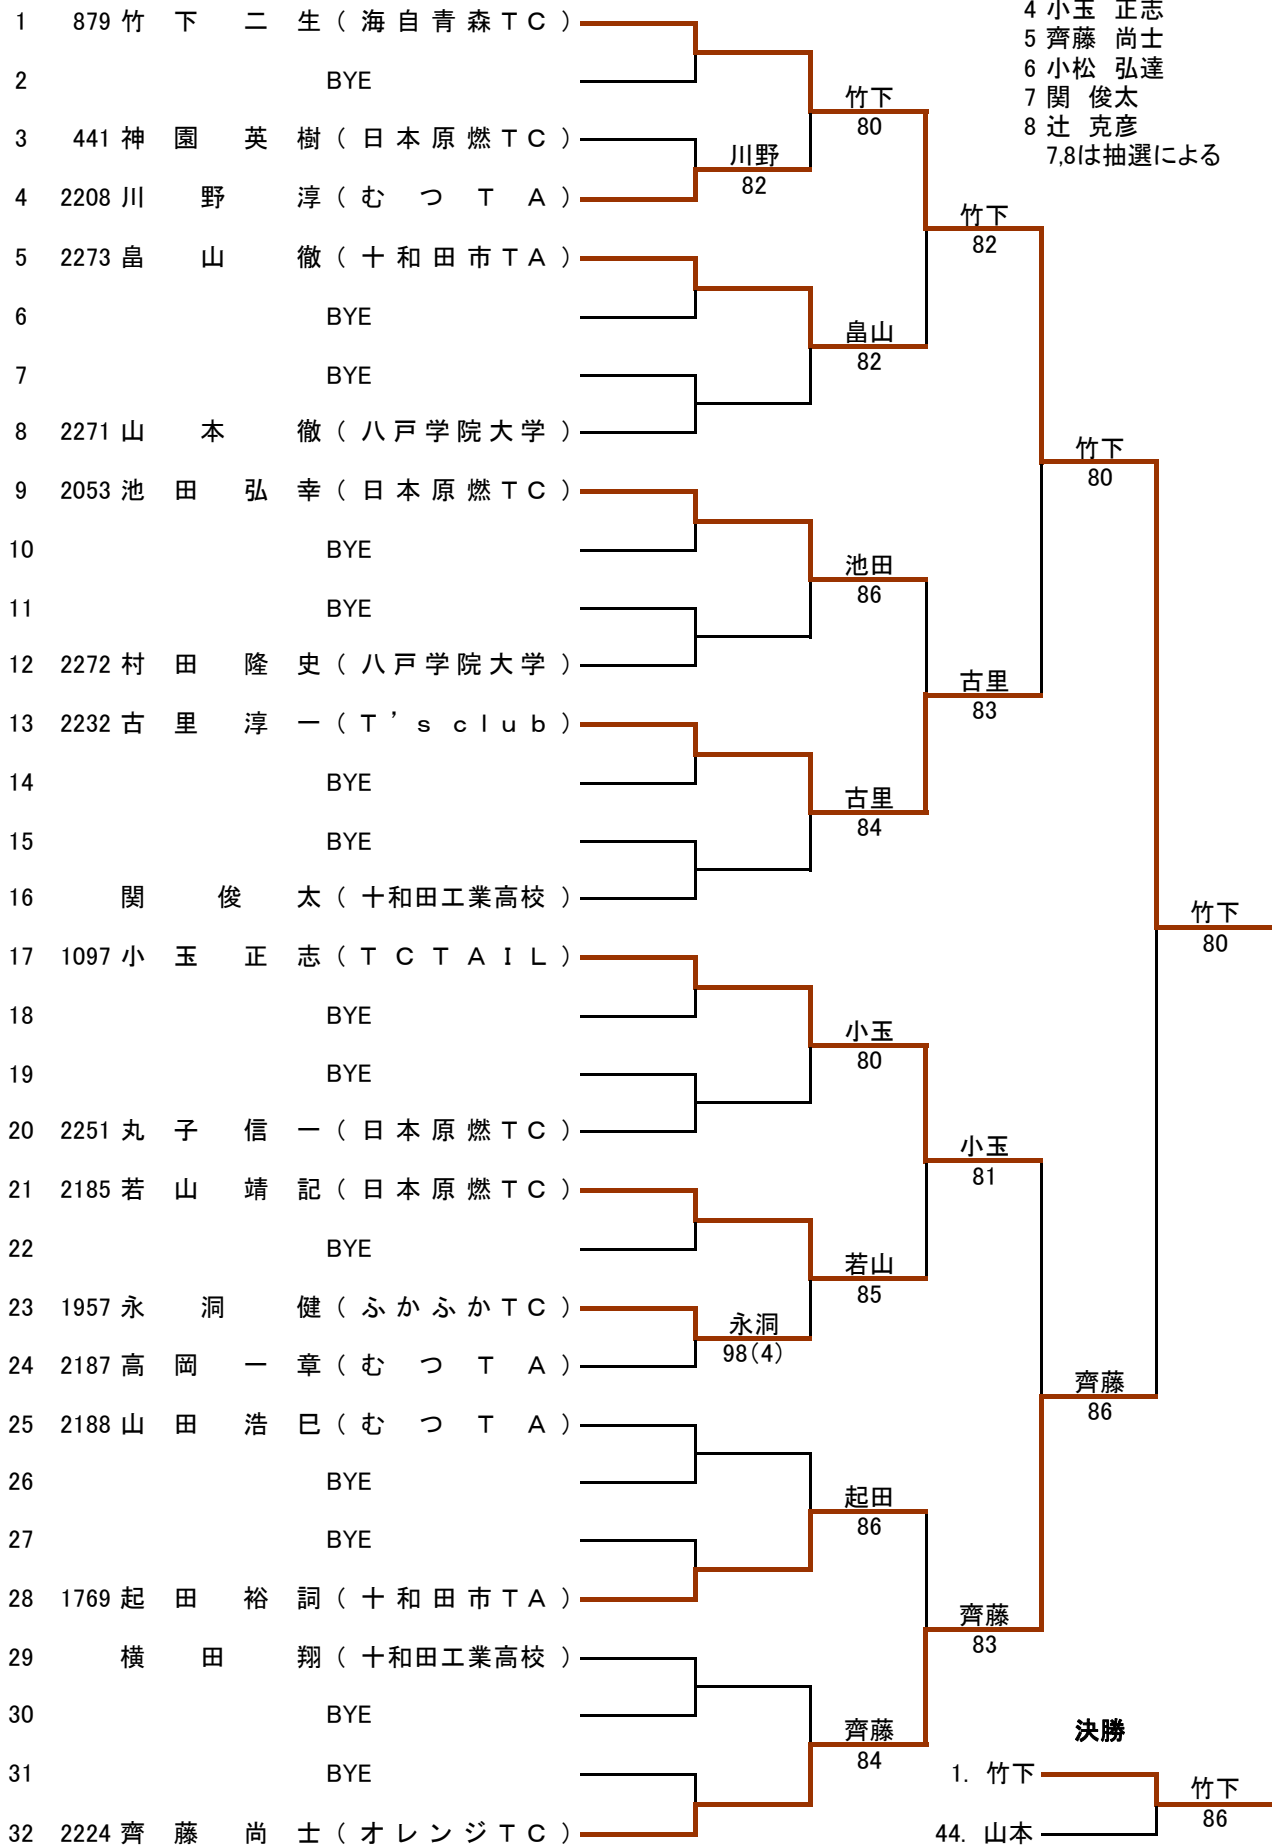 1 879 竹下二生(海自青森TC)
2 BYE
3 441 神園英樹(日本原燃TC)
4 2208 川野淳(むつTA)
5 2273 畠山徹(十和田市TA)
6 BYE
7 BYE
8 2271 山本徹(八戸学院大学)
9 2053 池田弘幸(日本原燃TC)
10 BYE
11 BYE
12 2272 村田隆史(八戸学院大学)
13 2232 古里淳一(T’s club)
14 BYE
15 BYE
16 関俊太(十和田工業高校)
17 1097 小玉正志(TCTAIL)
18 BYE
19 BYE
20 2251 丸子信一(日本原燃TC)
21 2185 若山靖記(日本原燃TC)
22 BYE
23 1957 永洞健(ふかふかTC)
24 2187 高岡一章(むつTA)
25 2188 山田浩巳(むつTA)
26 BYE
27 BYE
28 1769 起田裕詞(十和田市TA)
29 横田翔(十和田工業高校)
30 BYE
31 BYE
32 2224 齊藤尚士(オレンジTC)
川野
82
永洞
98(4)
竹下
80
畠山
82
池田
86
古里
84
小玉
80
若山
85
起田
86
齊藤
84
竹下
82
古里
83
小玉
81
齊藤
83
竹下
80
齊藤
86
竹下
80
4 小玉 正志
5 齊藤 尚士
6 小松 弘達
7 関 俊太
8 辻 克彦
7,8は抽選による
決勝
1. 竹下
44. 山本
竹下
86